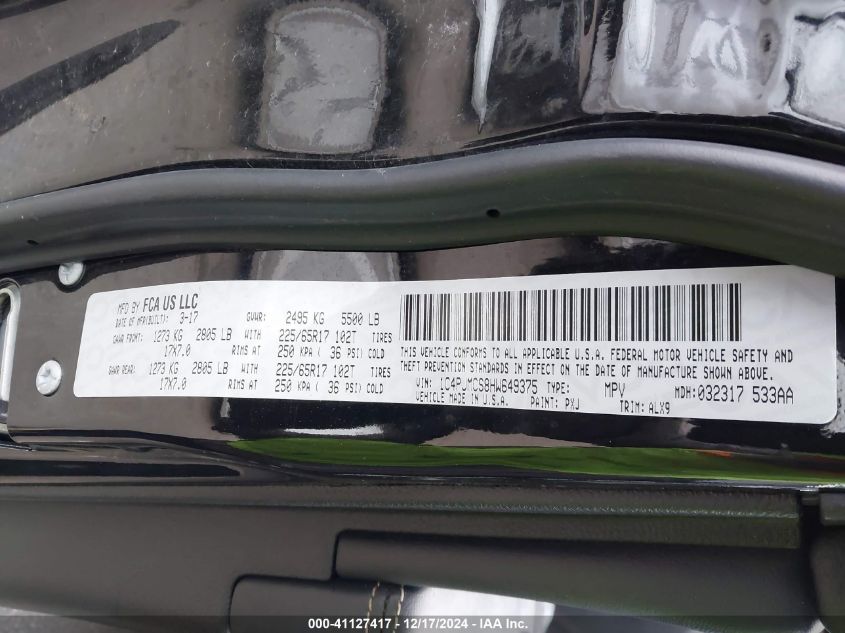 MFD BY FCA US LLC
DATE OF MFR(BUILT): 3-17 GVWR: 2495 KG 5500 LB
GAWR FRONT: 1273 KG 2805 LB WITH 225/65R17 102T TIRES
17X7.0 RIMS AT 250 KPA ( 36 PSI) COLD
GAWR REAR: 1273 KG 2805 LB WITH 225/65R17 102T TIRES
17X7.0 RIMS AT 250 KPA ( 36 PSI) COLD
THIS VEHICLE CONFORMS TO ALL APPLICABLE U.S.A. FEDERAL MOTOR VEHICLE SAFETY AND
THEFT PREVENTION STANDARDS IN EFFECT ON THE DATE OF MANUFACTURE SHOWN ABOVE.
VIN: 1C4PJMCS8HW649375 TYPE: MPV MDH:032317 533AA
VEHICLE MADE IN U.S.A. PAINT: PXJ TRIM: ALX9
000-41127417 - 12/17/2024 - IAA Inc.